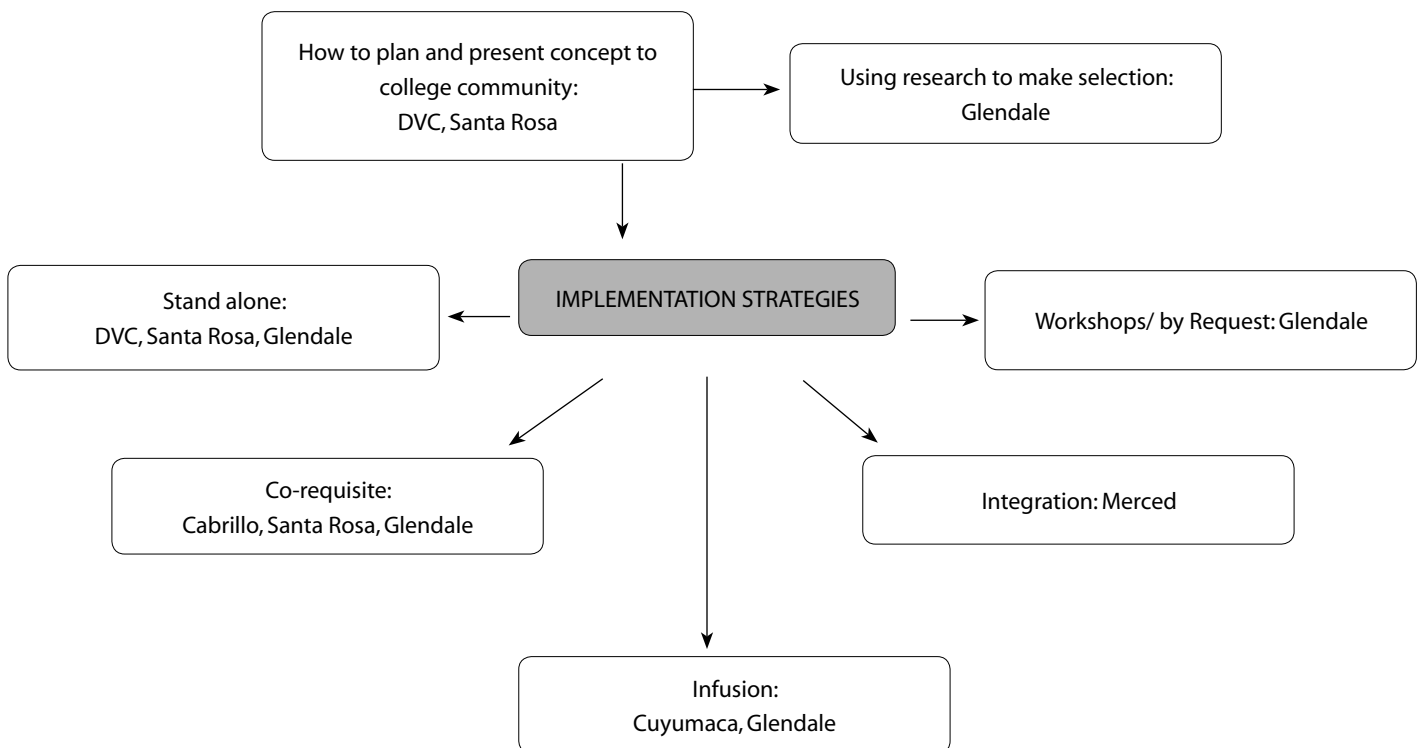 How to plan and present concept to
college community:
DVC, Santa Rosa
Using research to make selection:
Glendale
IMPLEMENTATION STRATEGIES
Stand alone:
DVC, Santa Rosa, Glendale
Workshops/ by Request: Glendale
Co-requisite:
Cabrillo, Santa Rosa, Glendale
Integration: Merced
Infusion:
Cuyumaca, Glendale